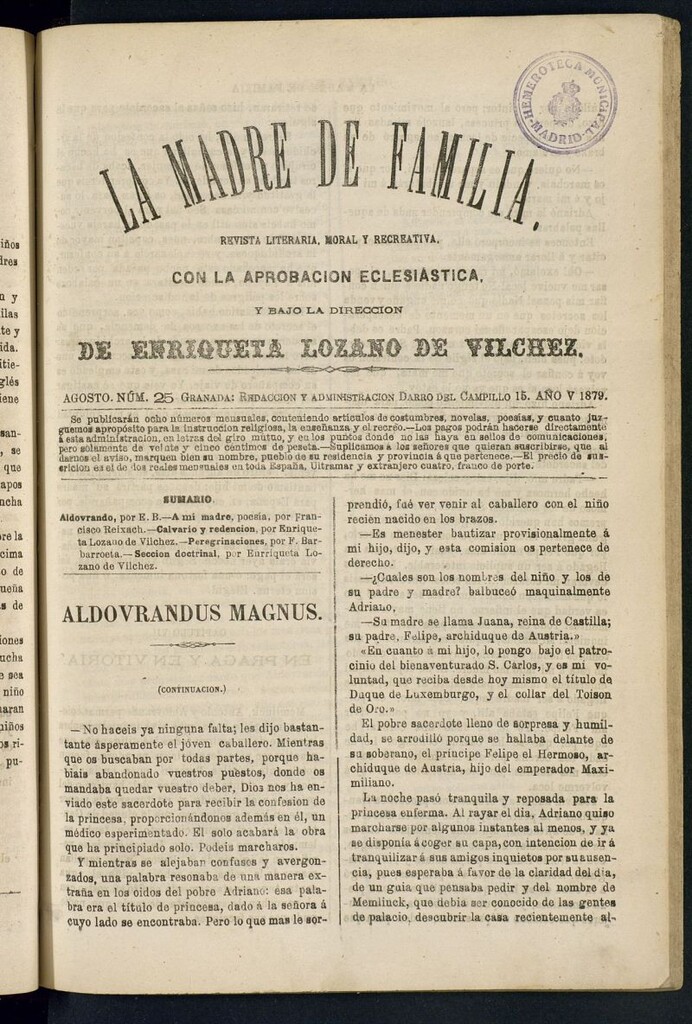 HEMEROTECA MUNICIPAL
MADRID
LA MADRE DE FAMILIA,
REVISTA LITERARIA, MORAL Y RECREATIVA,
CON LA APROBACION ECLESIÁSTICA,
Y BAJO LA DIRECCION
DE ENRIQUETA LOZANO DE VILCHEZ.
AGOSTO. NÚM. 25 GRANADA: REDACCION Y ADMINISTRACION DARRO DEL CAMPILLO 15. AÑO V 1879.
Se publicarán ocho números mensuales, conteniendo artículos de costumbres, novelas, poesías, y cuanto juz-
guemos apropósito para la instruccion religiosa, la enseñanza y el recréo.—Los pagos podrán hacerse directamente
á esta administracion, en letras del giro mútuo, y en los puntos donde no las haya en sellos de comunicaciones,
pero solamente de veinte y cinco céntimos de peseta.—Suplicamos á los señores que quieran suscribirse, que al
darnos el aviso, marquen bien su nombre, pueblo de su residencia y provincia á que pertenece.—El precio de sus-
cricion es el de dos reales mensuales en toda España, Ultramar y extranjero cuatro, franco de porte.
SUMARIO
Aldovrando, por E. B.—A mi madre, poesia, por Fran-
cisco Reixach.—Calvario y redencion, por Enrique-
ta Lozano de Vilchez.—Peregrinaciones, por F. Bar-
barroeta.—Seccion doctrinal, por Enrriqueta Lo-
zano de Vilchez.
ALDOVRANDUS MAGNUS.
(CONTINUACION.)
—No haceis ya ninguna falta; les dijo bastan-
tante ásperamente el jóven caballero. Mientras
que os buscaban por todas partes, porque ha-
biais abandonado vuestros puestos, donde os
mandaba quedar vuestro deber, Dios nos ha en-
viado este sacerdote para recibir la confesion de
la princesa, proporcionándonos además en él, un
médico esperimentado. El solo acabará la obra
que ha principiado solo. Podeis marcharos.
Y mientras se alejaban confusos y avergon-
zados, una palabra resonaba de una manera ex-
traña en los oidos del pobre Adriano: esa pala-
bra era el título de princesa, dado á la señora á
cuyo lado se encontraba. Pero lo que mas le sor-
prendió, fué ver venir al caballero con el niño
recien nacido en los brazos.
—Es menester bautizar provisionalmente á
mi hijo, dijo, y esta comision os pertenece de
derecho.
—¿Cuales son los nombres del niño y los de
su padre y madre? balbuceó maquinalmente
Adriano.
—Su madre se llama Juana, reina de Castilla;
su padre, Felipe, archiduque de Austria.»
«En cuanto á mi hijo, lo pongo bajo el patro-
cinio del bienaventurado S. Carlos, y es mi vo-
luntad, que reciba desde hoy mismo el título de
Duque de Luxemburgo, y el collar del Toison
de Oro.»
El pobre sacerdote lleno de sorpresa y humil-
dad, se arrodilló porque se hallaba delante de
su soberano, el príncipe Felipe el Hermoso, ar-
chiduque de Austria, hijo del emperador Maxi-
miliano.
La noche pasó tranquila y reposada para la
princesa enferma. Al rayar el dia, Adriano quiso
marcharse por algunos instantes al menos, y ya
se disponia á coger su capa, con intencion de ir á
tranquilizar á sus amigos inquietos por su ausen-
cia, pues esperaba á favor de la claridad del dia,
de un guia que pensaba pedir y del nombre de
Memlinck, que debia ser conocido de las gentes
de palacio, descubrir la casa recientemente al-